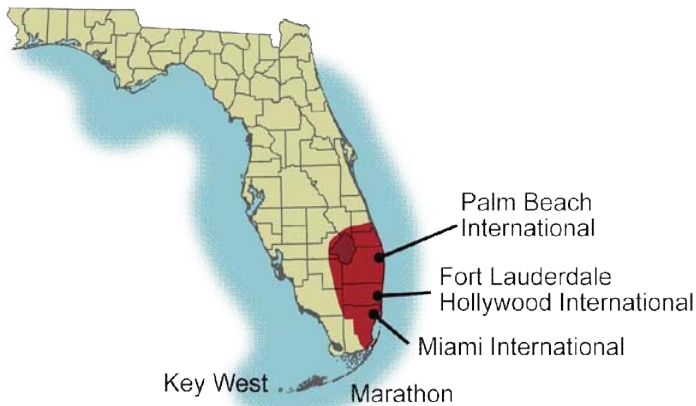 Palm Beach
International
Fort Lauderdale
Hollywood International
Miami International
Key West
Marathon